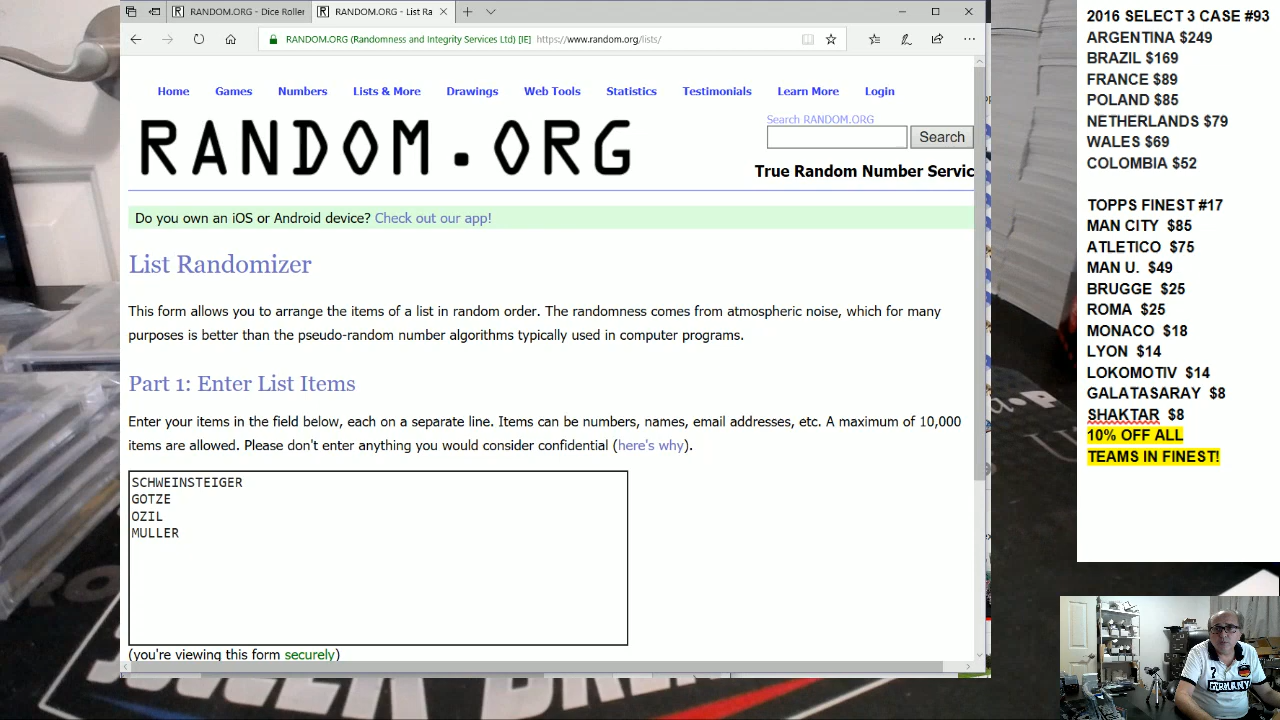 RANDOM.ORG - Dice Roller
RANDOM.ORG - List Ra
RANDOM.ORG (Randomness and Integrity Services Ltd) [IE] https://www.random.org/lists/
Home Games Numbers Lists & More Drawings Web Tools Statistics Testimonials Learn More Login
RANDOM.ORG
Search RANDOM.ORG
Search
True Random Number Servic
Do you own an iOS or Android device? Check out our app!
List Randomizer
This form allows you to arrange the items of a list in random order. The randomness comes from atmospheric noise, which for many
purposes is better than the pseudo-random number algorithms typically used in computer programs.
Part 1: Enter List Items
Enter your items in the field below, each on a separate line. Items can be numbers, names, email addresses, etc. A maximum of 10,000
items are allowed. Please don't enter anything you would consider confidential (here's why).
SCHWEINSTEIGER
GOTZE
OZIL
MULLER
(you're viewing this form securely)
2016 SELECT 3 CASE #93
ARGENTINA $249
BRAZIL $169
FRANCE $89
POLAND $85
NETHERLANDS $79
WALES $69
COLOMBIA $52
TOPPS FINEST #17
MAN CITY $85
ATLETICO $75
MAN U. $49
BRUGGE $25
ROMA $25
MONACO $18
LYON $14
LOKOMOTIV $14
GALATASARAY $8
SHAKTAR $8
10% OFF ALL
TEAMS IN FINEST!
GERMANY